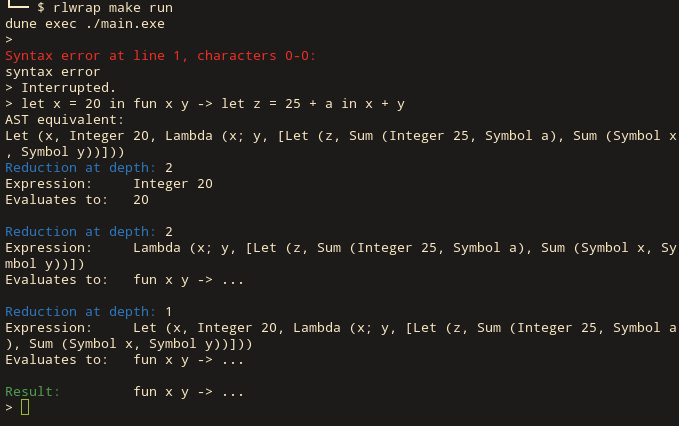 └── $ rlwrap make run
dune exec ./main.exe
>
Syntax error at line 1, characters 0-0:
syntax error
> Interrupted.
> let x = 20 in fun x y -> let z = 25 + a in x + y
AST equivalent:
Let (x, Integer 20, Lambda (x; y, [Let (z, Sum (Integer 25, Symbol a), Sum (Symbol x
, Symbol y))]))
Reduction at depth: 2
Expression:     Integer 20
Evaluates to:   20

Reduction at depth: 2
Expression:     Lambda (x; y, [Let (z, Sum (Integer 25, Symbol a), Sum (Symbol x, Sy
mbol y))])
Evaluates to:   fun x y -> ...

Reduction at depth: 1
Expression:     Let (x, Integer 20, Lambda (x; y, [Let (z, Sum (Integer 25, Symbol a
), Sum (Symbol x, Symbol y))]))
Evaluates to:   fun x y -> ...

Result:         fun x y -> ...
>